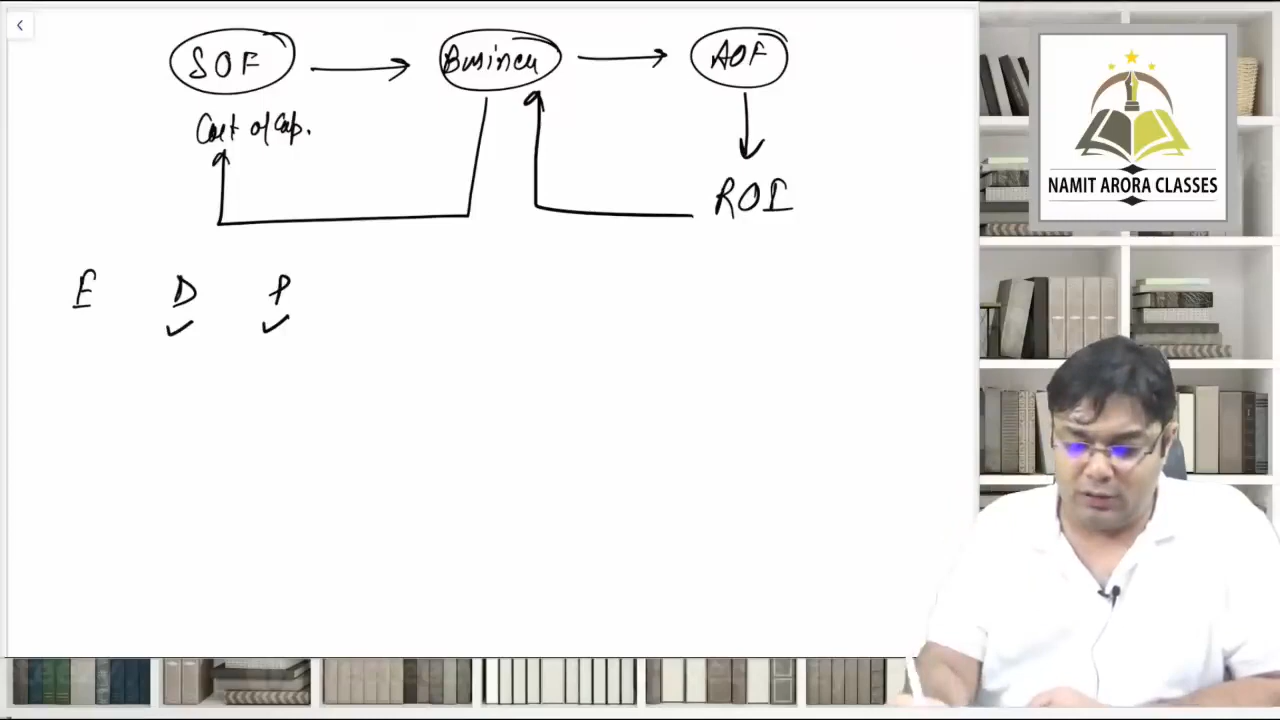 SOF Business AOF
Cost of Cap.
ROI
E D P
NAMIT ARORA CLASSES